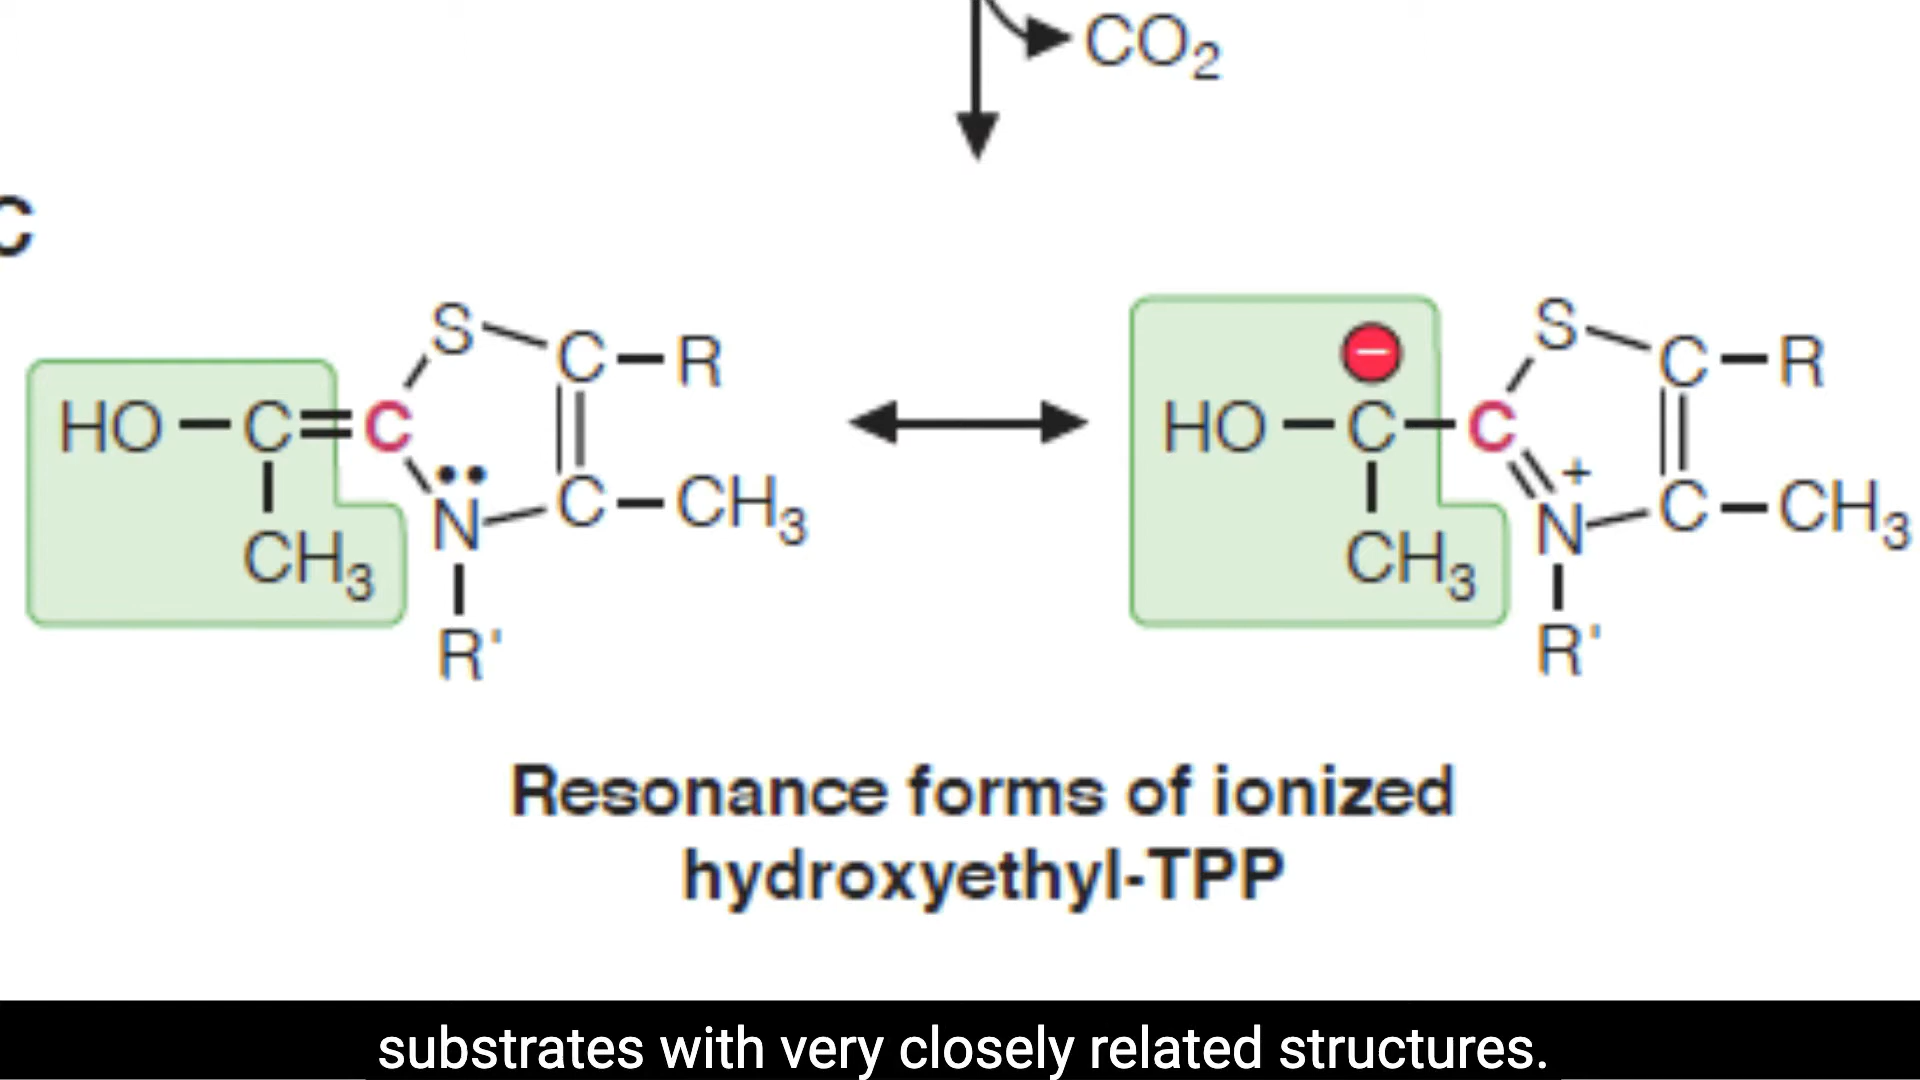 CO2
C
S
C–R
HO–C=C
N
C–CH3
CH3
R'
–
S
C–R
HO–C–C
+
N
C–CH3
CH3
R'
Resonance forms of ionized
hydroxyethyl-TPP
substrates with very closely related structures.